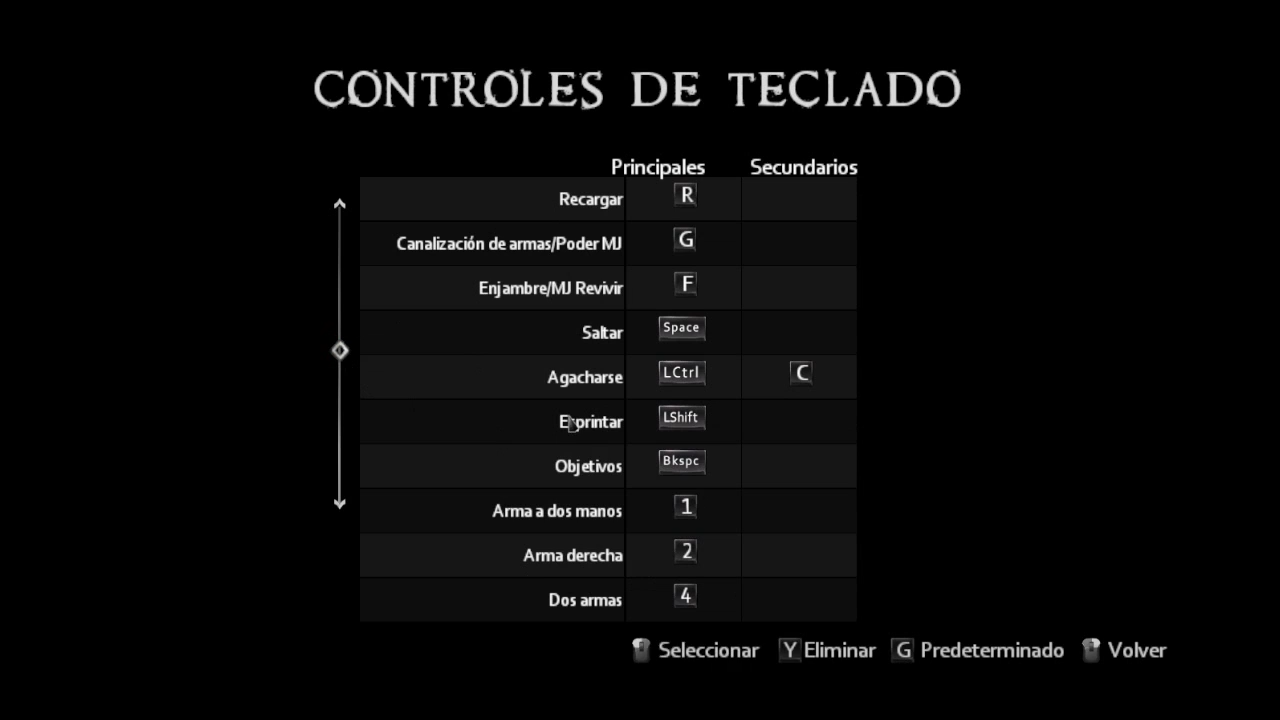 CONTROLES DE TECLADO
Principales Secundarios
Recargar R
Canalización de armas/Poder MJ G
Enjambre/MJ Revivir F
Saltar Space
Agacharse LCtrl C
Esprintar LShift
Objetivos Bkspc
Arma a dos manos 1
Arma derecha 2
Dos armas 4
Seleccionar Y Eliminar G Predeterminado Volver